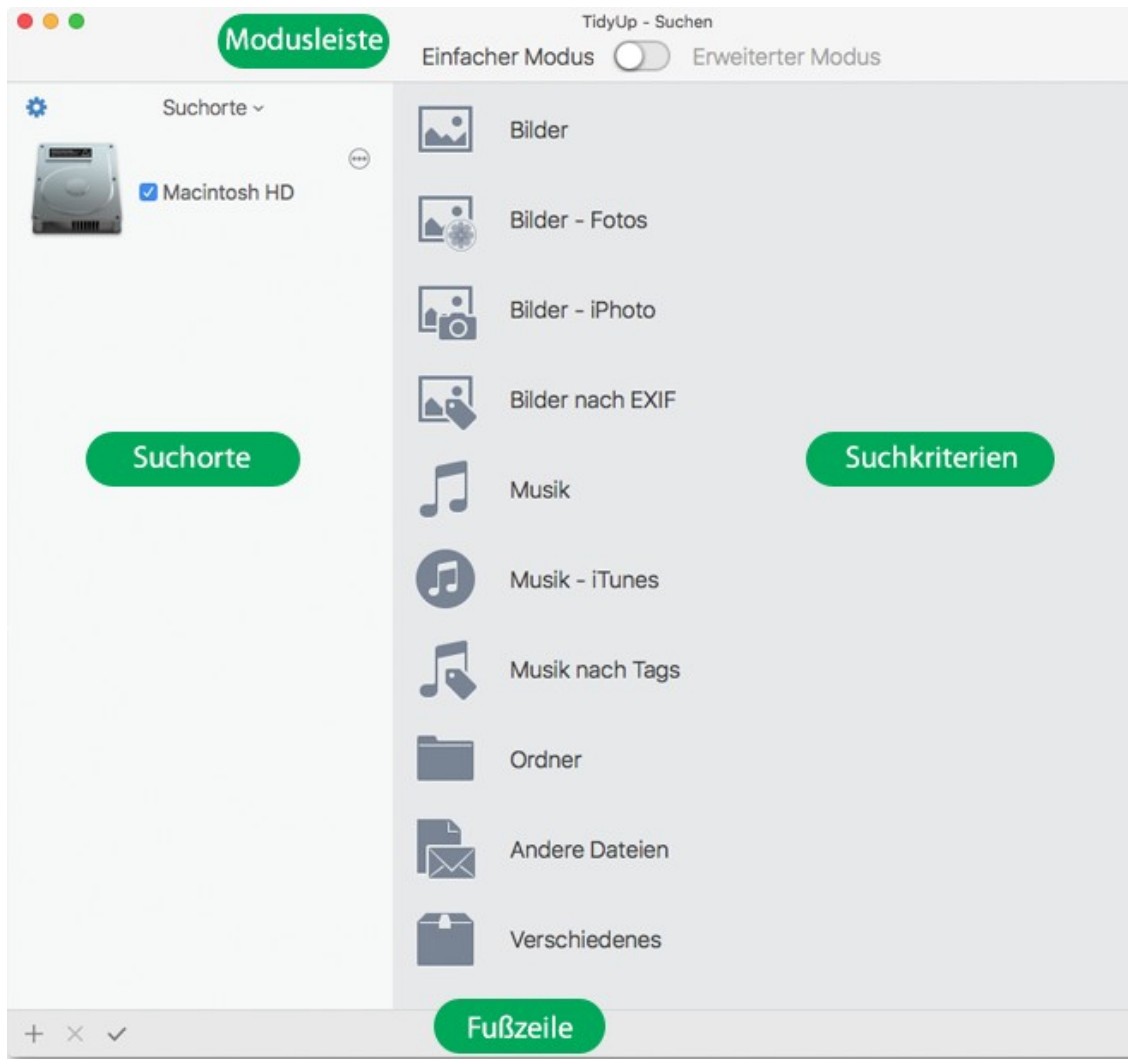 TidyUp - Suchen
Modusleiste
Einfacher Modus Erweiterter Modus
Suchorte
Macintosh HD
Suchorte
Bilder
Bilder - Fotos
Bilder - iPhoto
Bilder nach EXIF
Suchkriterien
Musik
Musik - iTunes
Musik nach Tags
Ordner
Andere Dateien
Verschiedenes
Fußzeile